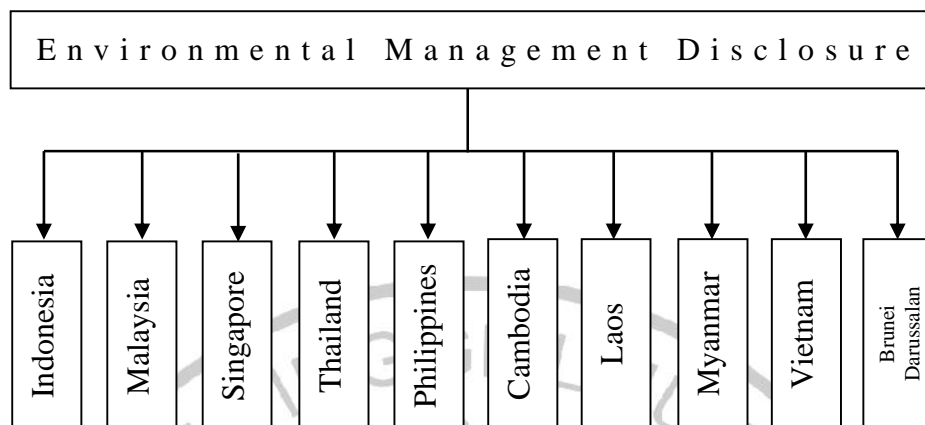 Environmental Management Disclosure
Indonesia
Malaysia
Singapore
Thailand
Philippines
Cambodia
Laos
Myanmar
Vietnam
Brunei
Darussalan